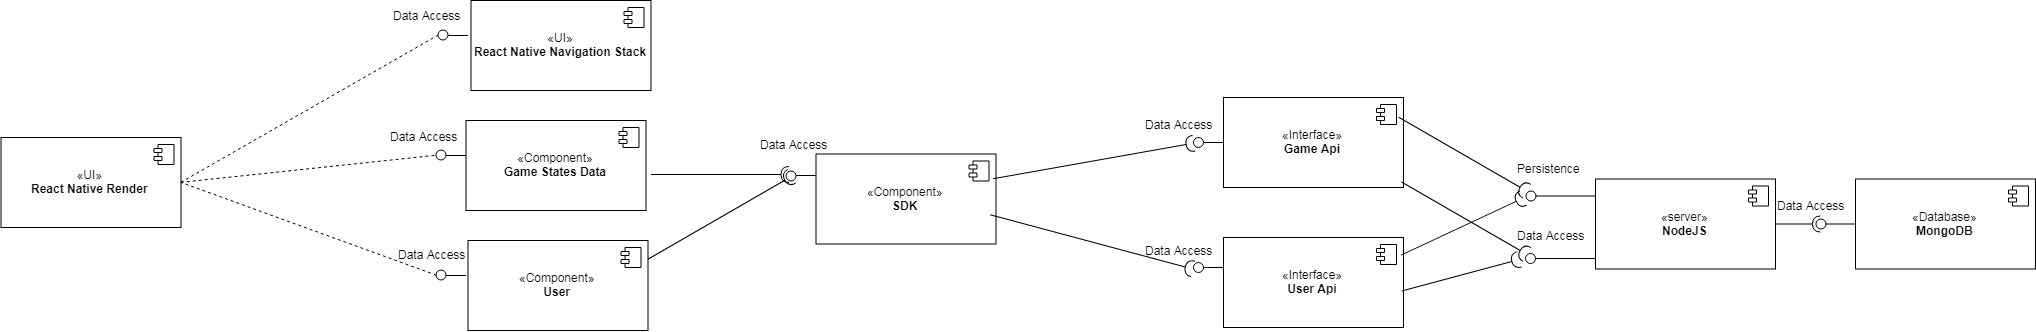 Data Access
«UI»
React Native Navigation Stack
Data Access
«Component»
Game States Data
«UI»
React Native Render
Data Access
«Component»
User
Data Access
«Component»
SDK
Data Access
«Interface»
Game Api
Data Access
«Interface»
User Api
Persistence
Data Access
«server»
NodeJS
Data Access
«Database»
MongoDB